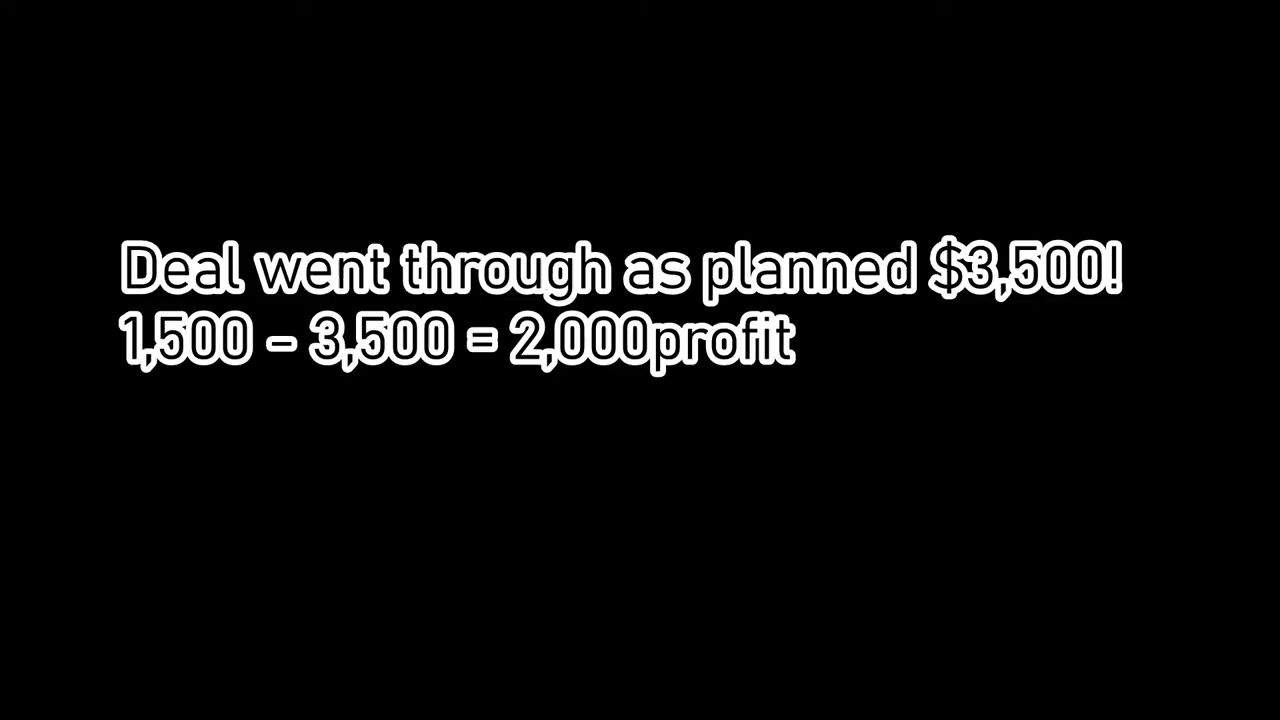 Deal went through as planned $3,500!
1,500 - 3,500 = 2,000profit